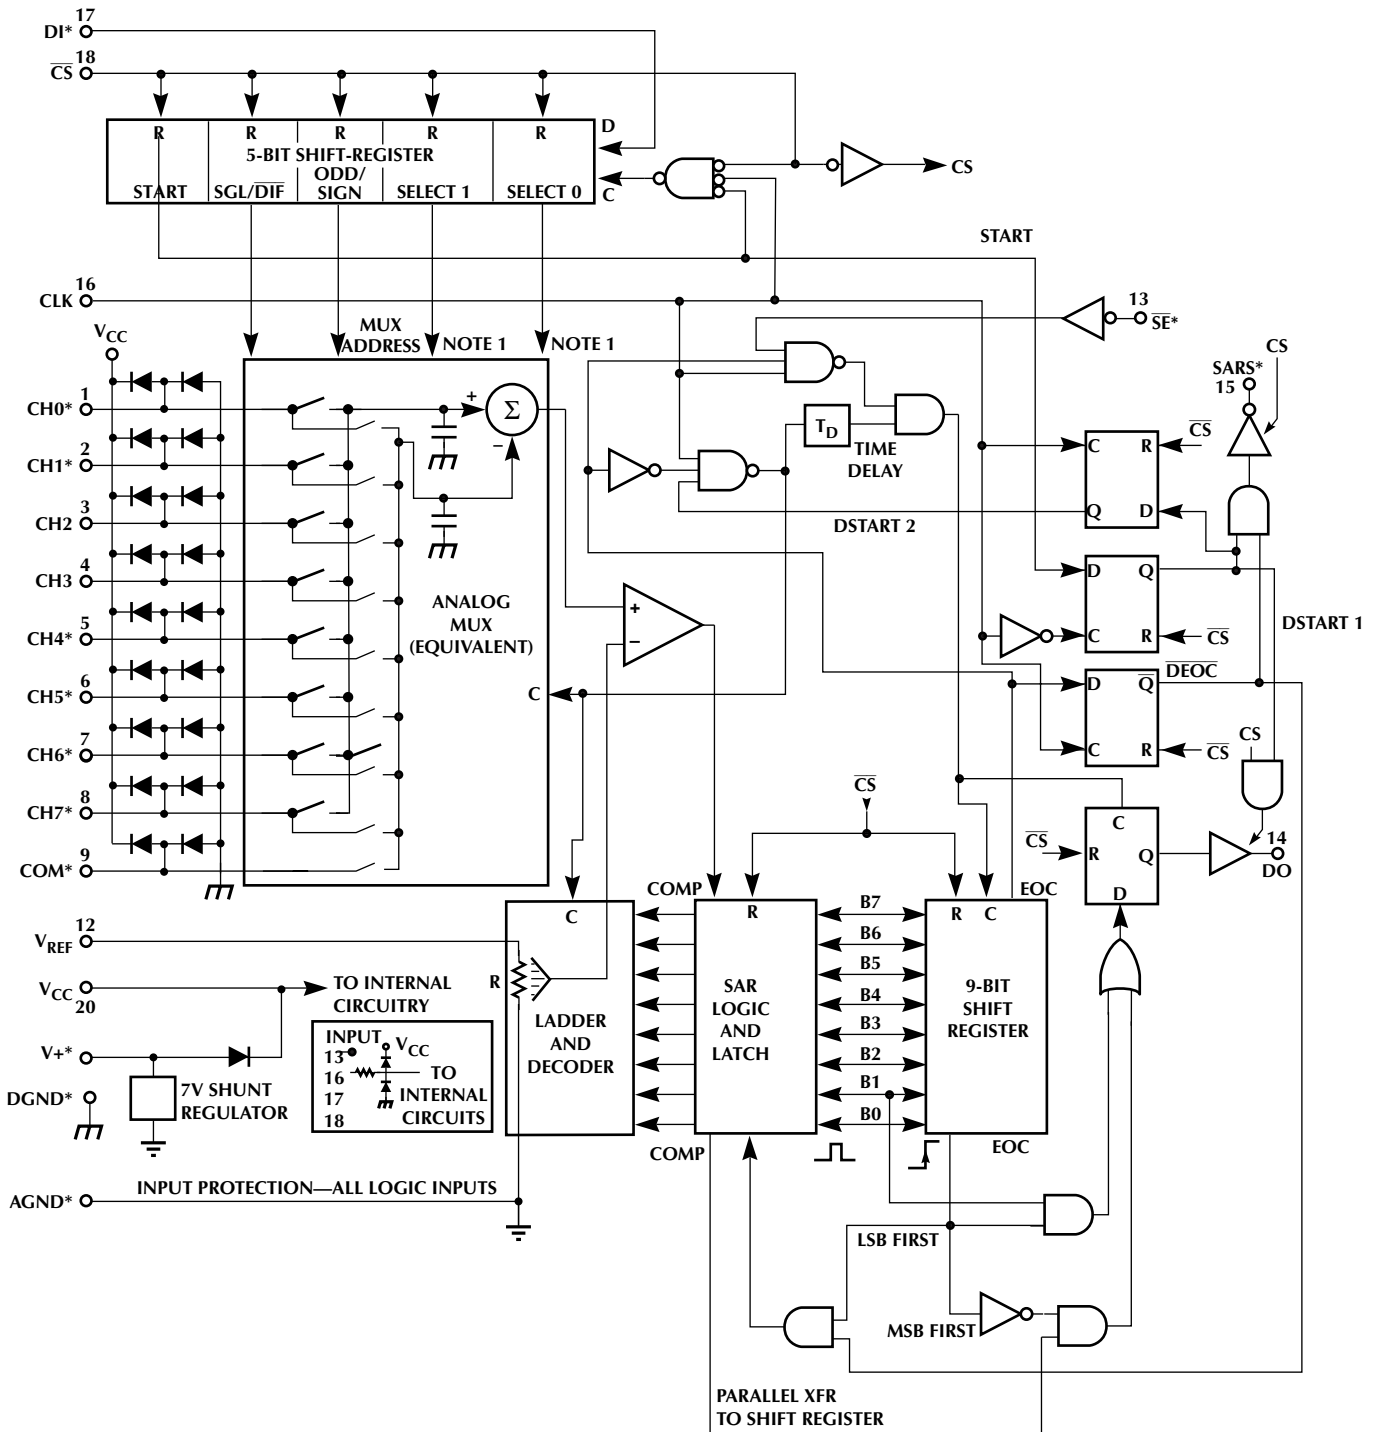 17
DI*
18
CS
R R R R R D
5-BIT SHIFT-REGISTER
ODD/
START SGL/DIF SIGN SELECT 1 SELECT 0 C
CS
START
16
CLK
13
SE*
MUX
ADDRESS NOTE 1 NOTE 1
VCC
CS
SARS*
15
1
CH0*
+
Σ
−
TD
TIME
DELAY
C R CS
2
CH1*
3
CH2
DSTART 2
Q D
4
CH3
D Q
ANALOG
MUX
(EQUIVALENT)
+
−
5
CH4*
DSTART 1
C R CS
6
CH5*
C
D Q
DEOC
7
CH6*
C R CS
CS
8
CH7*
CS
C
CS R Q
14
DO
D
9
COM*
COMP
EOC
C
R
R C
B7
B6
B5
B4
B3
B2
B1
B0
12
VREF
R
VCC
20
TO INTERNAL
CIRCUITRY
LADDER
AND
DECODER
SAR
LOGIC
AND
LATCH
9-BIT
SHIFT
REGISTER
V+*
INPUT
13
16
17
18
VCC
TO
INTERNAL
CIRCUITS
7V SHUNT
REGULATOR
DGND*
COMP
EOC
INPUT PROTECTION—ALL LOGIC INPUTS
AGND*
LSB FIRST
MSB FIRST
PARALLEL XFR
TO SHIFT REGISTER